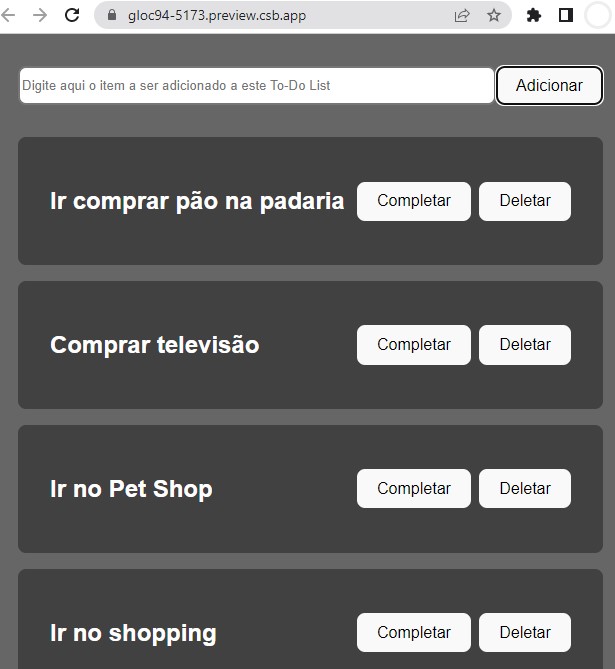 gloc94-5173.preview.csb.app
Digite aqui o item a ser adicionado a este To-Do List
Adicionar
Ir comprar pão na padaria
Completar
Deletar
Comprar televisão
Completar
Deletar
Ir no Pet Shop
Completar
Deletar
Ir no shopping
Completar
Deletar